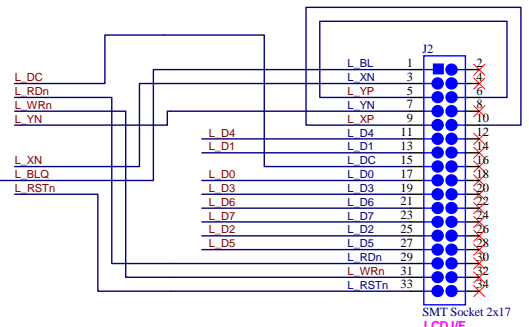 J2
L_BL 1 2
L_DC L_XN 3 4
L_RDn L_YP 5 6
L_WRn L_YN 7 8
L_YN L_XP 9 10
L_D4 L_D4 11 12
L_D1 L_D1 13 14
L_XN L_DC 15 16
L_BLQ L_D0 L_D0 17 18
L_RSTn L_D3 L_D3 19 20
L_D6 L_D6 21 22
L_D7 L_D7 23 24
L_D2 L_D2 25 26
L_D5 L_D5 27 28
L_RDn 29 30
L_WRn 31 32
L_RSTn 33 34
SMT Socket 2x17
LCD I/F